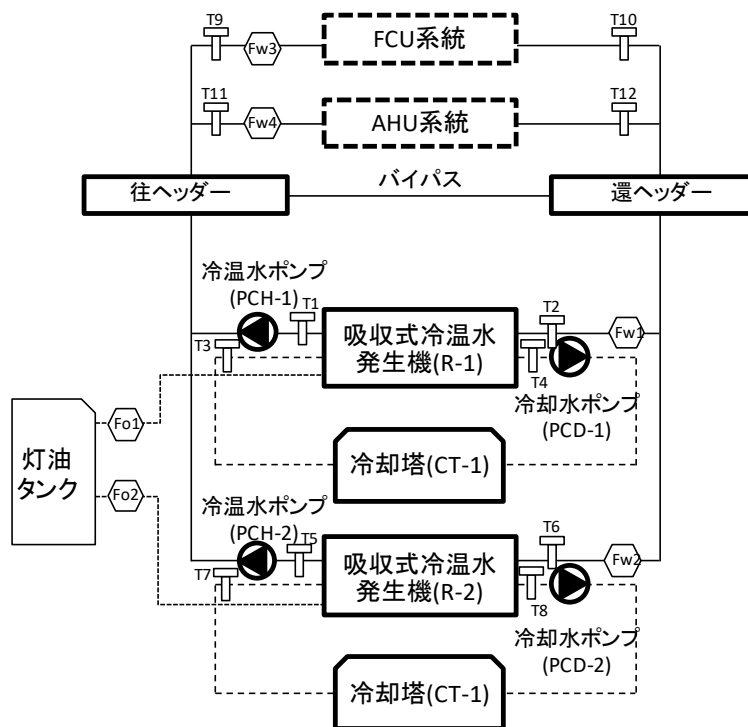 T9
Fw3
FCU系統
T10
T11
Fw4
AHU系統
T12
往ヘッダー
バイパス
還ヘッダー
冷温水ポンプ
(PCH-1)
T1
T2
T3
吸収式冷温水
発生機(R-1)
Fw1
T4
冷却水ポンプ
(PCD-1)
Fo1
灯油
タンク
冷却塔(CT-1)
Fo2
冷温水ポンプ
(PCH-2)
T5
T6
T7
吸収式冷温水
発生機(R-2)
Fw2
T8
冷却水ポンプ
(PCD-2)
冷却塔(CT-1)